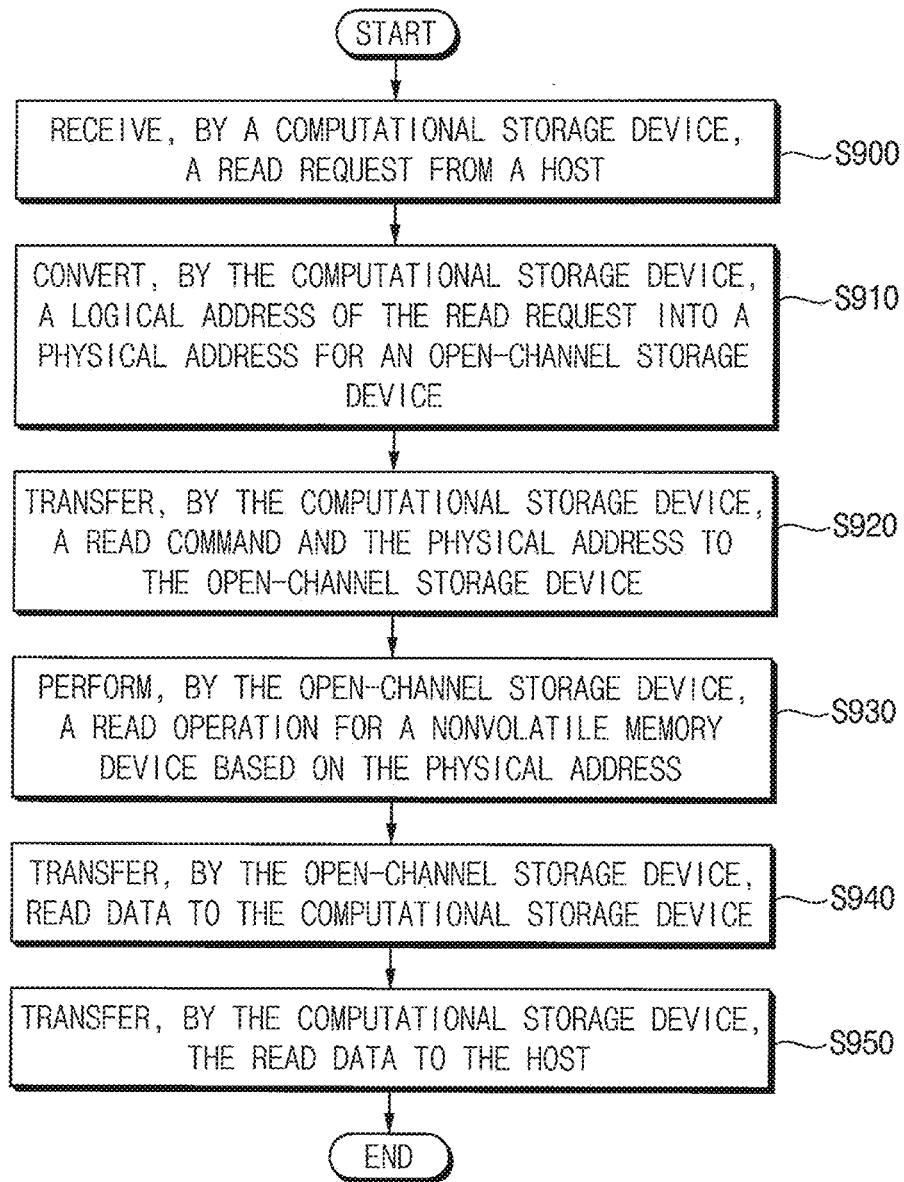 START
RECEIVE, BY A COMPUTATIONAL STORAGE DEVICE,
A READ REQUEST FROM A HOST
S900
CONVERT, BY THE COMPUTATIONAL STORAGE DEVICE,
A LOGICAL ADDRESS OF THE READ REQUEST INTO A
PHYSICAL ADDRESS FOR AN OPEN-CHANNEL STORAGE
DEVICE
S910
TRANSFER, BY THE COMPUTATIONAL STORAGE DEVICE,
A READ COMMAND AND THE PHYSICAL ADDRESS TO
THE OPEN-CHANNEL STORAGE DEVICE
S920
PERFORM, BY THE OPEN-CHANNEL STORAGE DEVICE,
A READ OPERATION FOR A NONVOLATILE MEMORY
DEVICE BASED ON THE PHYSICAL ADDRESS
S930
TRANSFER, BY THE OPEN-CHANNEL STORAGE DEVICE,
READ DATA TO THE COMPUTATIONAL STORAGE DEVICE
S940
TRANSFER, BY THE COMPUTATIONAL STORAGE DEVICE,
THE READ DATA TO THE HOST
S950
END